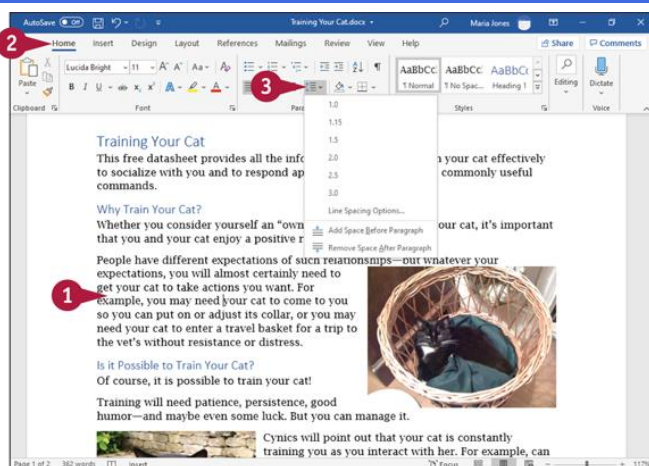 AutoSave Off Training Your Cat.docx Maria Jones
2
Home Insert Design Layout References Mailings Review View Help Share Comments
Lucida Bright 11 A A Aa A
Paste B I U ab x x A A AaBbCc AaBbCc AaBbCc Editing Dictate
3
¶ Normal ¶ No Spac... Heading 1
Clipboard Font Styles Voice
1.0
1.15
1.5
2.0
2.5
3.0
Line Spacing Options...
Add Space Before Paragraph
Remove Space After Paragraph
Training Your Cat
This free datasheet provides all the your cat effectively
to socialize with you and to respond commonly useful
commands.
Why Train Your Cat?
Whether you consider yourself an “own our cat, it’s important
that you and your cat enjoy a positive
People have different expectations of such relationships—but whatever your
expectations, you will almost certainly need to
get your cat to take actions you want. For
1
example, you may need your cat to come to you
so you can put on or adjust its collar, or you may
need your cat to enter a travel basket for a trip to
the vet’s without resistance or distress.
Is it Possible to Train Your Cat?
Of course, it is possible to train your cat!
Training will need patience, persistence, good
humor—and maybe even some luck. But you can manage it.
Cynics will point out that your cat is constantly
training you as you interact with her. For example, can
Page 1 of 2 362 words Insert Focus 117%